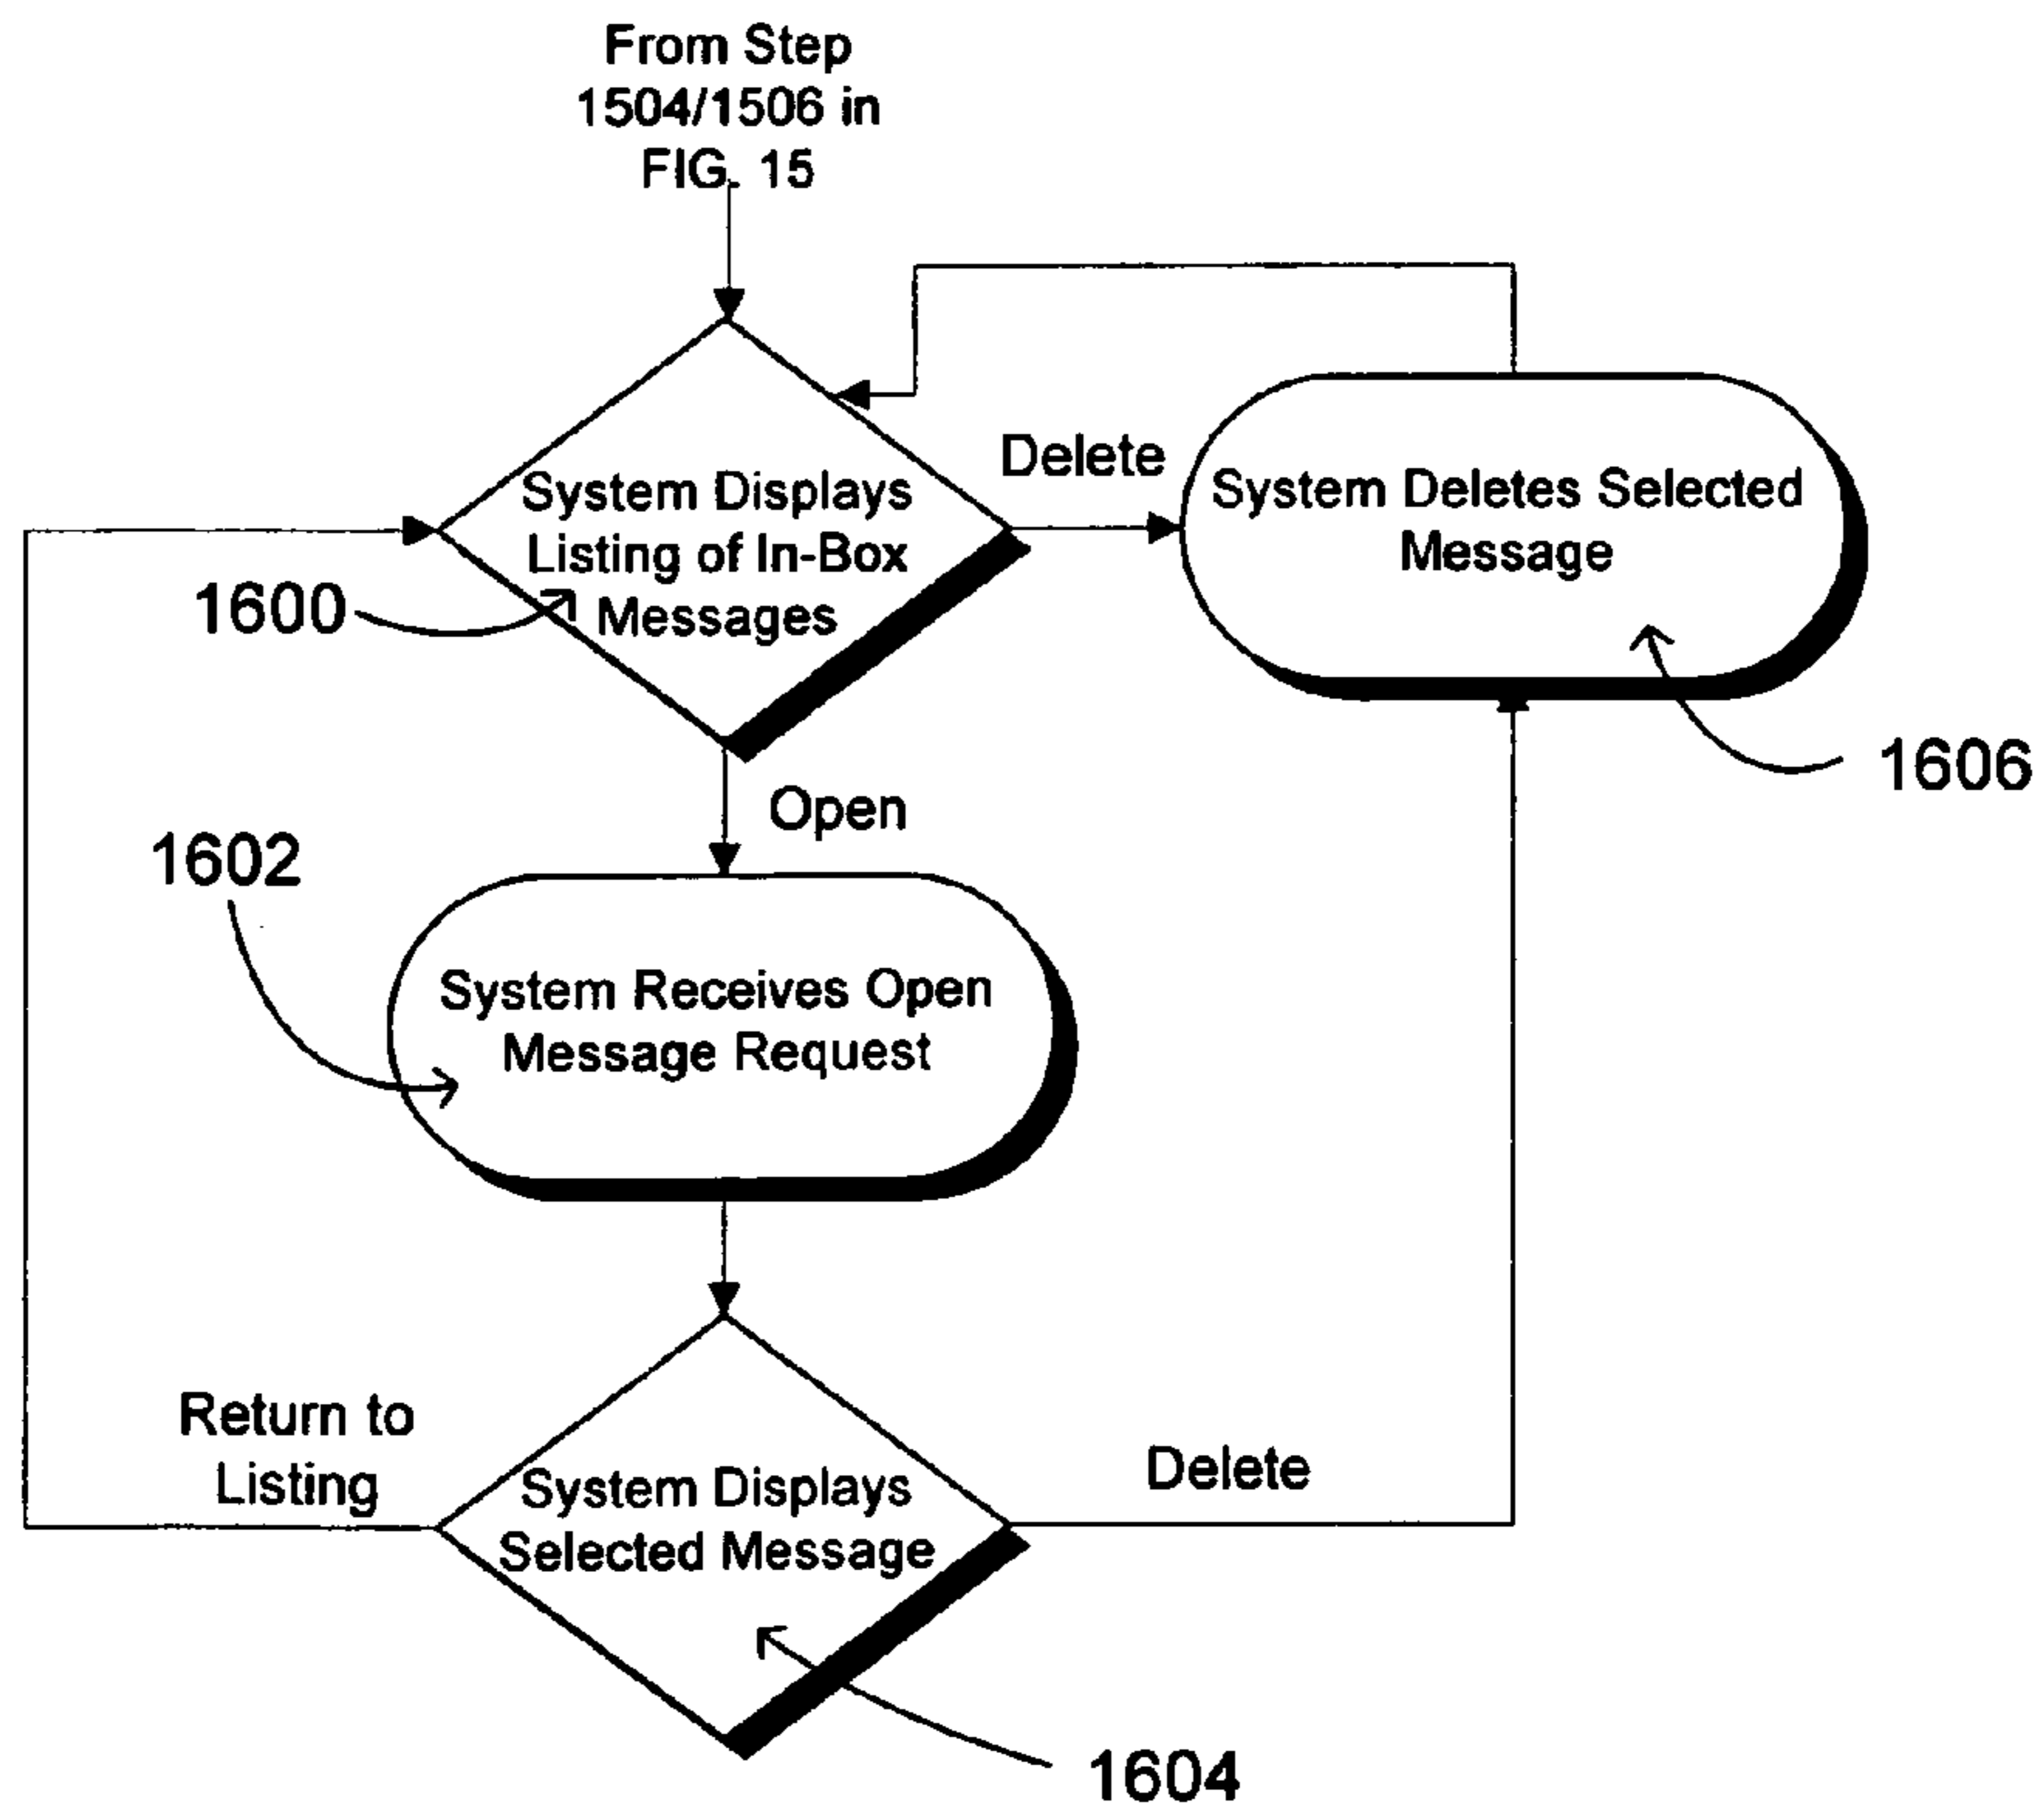 From Step
1504/1506 in
FIG. 15
Delete
System Displays
Listing of In-Box
Messages
System Deletes Selected
Message
1600
1606
Open
1602
System Receives Open
Message Request
Return to
Listing
System Displays
Selected Message
Delete
1604